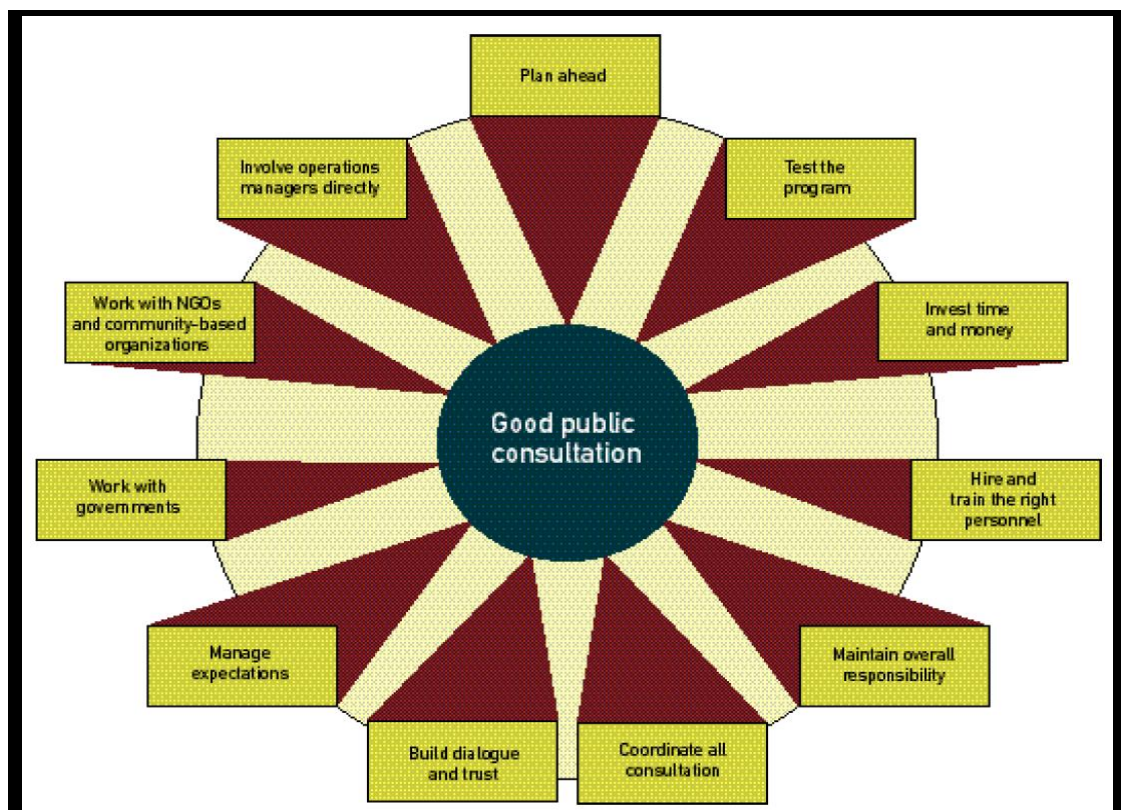 Plan ahead
Involve operations
managers directly
Test the
program
Work with NGOs
and community-based
organizations
Invest time
and money
Good public
consultation
Work with
governments
Hire and
train the right
personnel
Manage
expectations
Maintain overall
responsibility
Build dialogue
and trust
Coordinate all
consultation